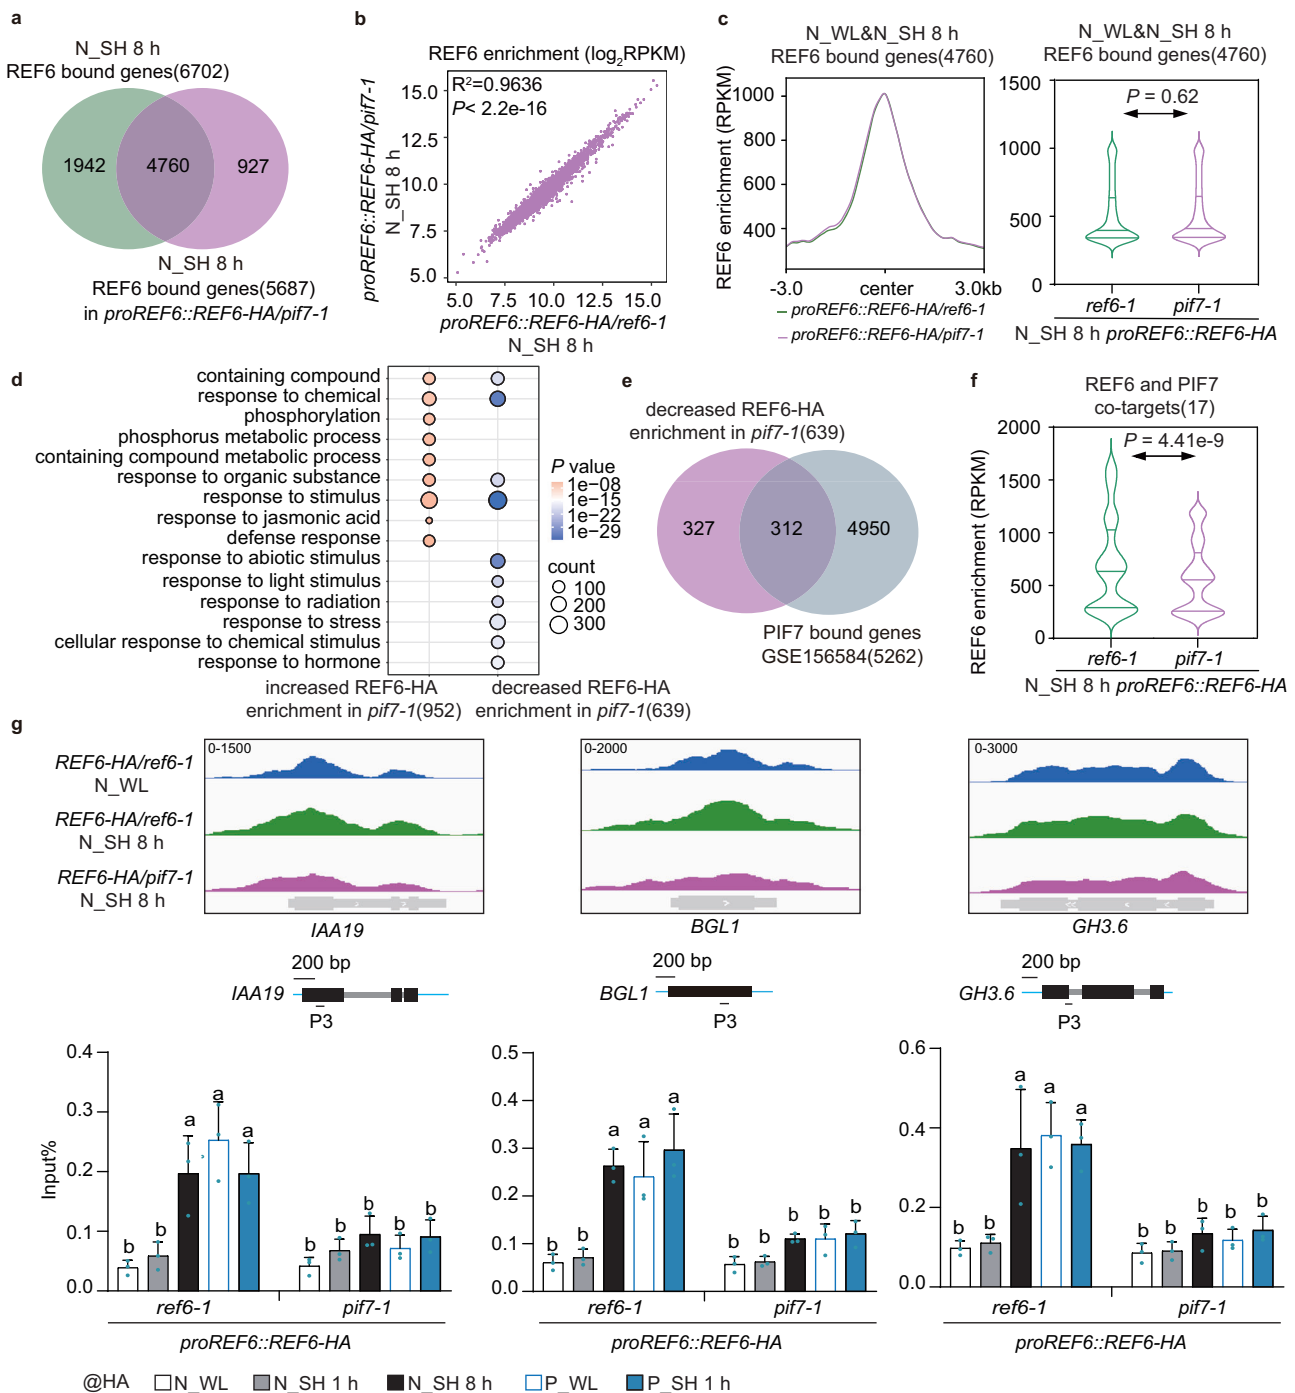 a
N_SH 8 h
REF6 bound genes(6702)
1942
4760
927
N_SH 8 h
REF6 bound genes(5687)
in proREF6::REF6-HA/pif7-1
b
REF6 enrichment (log2RPKM)
R²=0.9636
P< 2.2e-16
proREF6::REF6-HA/pif7-1
N_SH 8 h
15.0
12.5
10.0
7.5
5.0
5.0 7.5 10.0 12.5 15.0
proREF6::REF6-HA/ref6-1
N_SH 8 h
c
N_WL&N_SH 8 h
REF6 bound genes(4760)
REF6 enrichment (RPKM)
1000
800
600
400
-3.0 center 3.0kb
proREF6::REF6-HA/ref6-1
proREF6::REF6-HA/pif7-1
N_WL&N_SH 8 h
REF6 bound genes(4760)
P = 0.62
1500
1000
500
0
ref6-1 pif7-1
N_SH 8 h proREF6::REF6-HA
d
containing compound
response to chemical
phosphorylation
phosphorus metabolic process
containing compound metabolic process
response to organic substance
response to stimulus
response to jasmonic acid
defense response
response to abiotic stimulus
response to light stimulus
response to radiation
response to stress
cellular response to chemical stimulus
response to hormone
P value
1e-08
1e-15
1e-22
1e-29
count
100
200
300
increased REF6-HA
enrichment in pif7-1(952)
decreased REF6-HA
enrichment in pif7-1(639)
e
decreased REF6-HA
enrichment in pif7-1(639)
327
312
4950
PIF7 bound genes
GSE156584(5262)
f
REF6 and PIF7
co-targets(17)
REF6 enrichment (RPKM)
P = 4.41e-9
2000
1500
1000
500
0
ref6-1 pif7-1
N_SH 8 h proREF6::REF6-HA
g
REF6-HA/ref6-1
N_WL
REF6-HA/ref6-1
N_SH 8 h
REF6-HA/pif7-1
N_SH 8 h
0-1500
IAA19
0-2000
BGL1
0-3000
GH3.6
200 bp
IAA19
P3
200 bp
BGL1
P3
200 bp
GH3.6
P3
Input%
0.4
0.3
0.2
0.1
0.0
b b a a a b b b b b
ref6-1 pif7-1
proREF6::REF6-HA
0.5
0.4
0.3
0.2
0.1
0.0
b b a a a b b b b b
ref6-1 pif7-1
proREF6::REF6-HA
0.6
0.4
0.2
0.0
b b a a a b b b b b
ref6-1 pif7-1
proREF6::REF6-HA
@HA N_WL N_SH 1 h N_SH 8 h P_WL P_SH 1 h